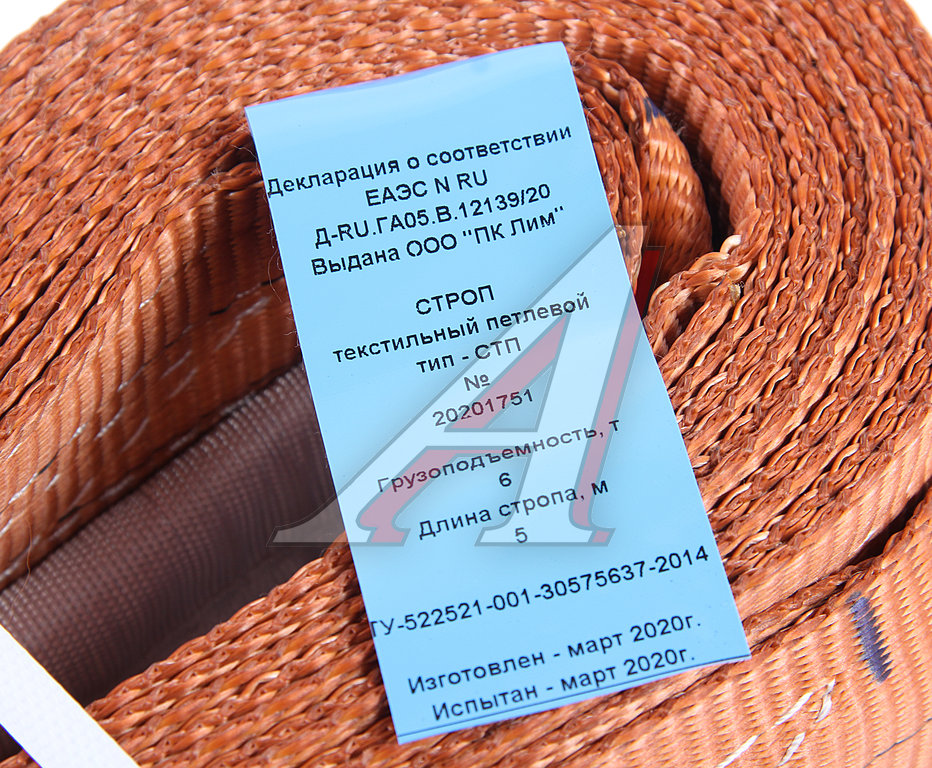 Декларация о соответствии
ЕАЭС N RU
Д-RU.ГА05.В.12139/20
Выдана ООО "ПК Лим"
СТРОП
текстильный петлевой
тип - СТП
№
20201751
Грузоподъемность, т
6
Длина стропа, м
5
ТУ-522521-001-30575637-2014
Изготовлен - март 2020г.
Испытан - март 2020г.